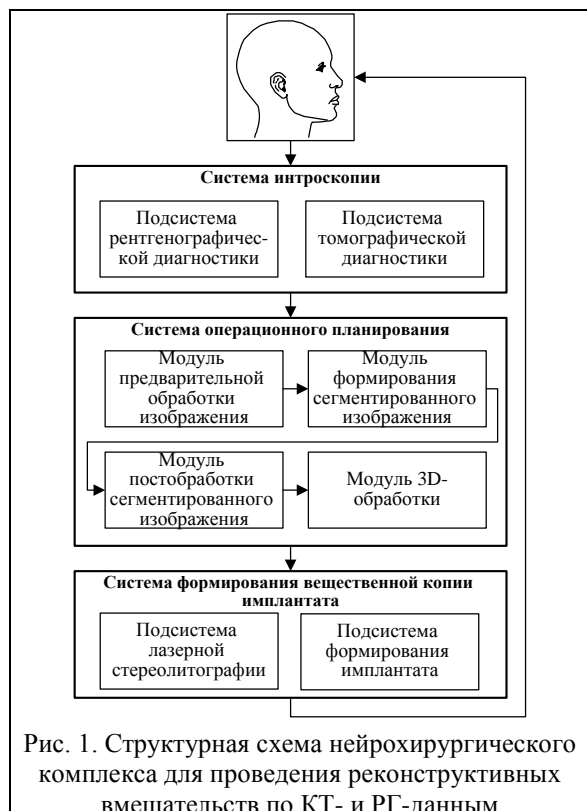 Система интроскопии
Подсистема
рентгенографичес-
кой диагностики
Подсистема
томографической
диагностики
Система операционного планирования
Модуль
предварительной
обработки
изображения
Модуль
формирования
сегментированного
изображения
Модуль
постобработки
сегментированного
изображения
Модуль 3D-
обработки
Система формирования вещественной копии
имплантата
Подсистема
лазерной
стереолитографии
Подсистема
формирования
имплантата
Рис. 1. Структурная схема нейрохирургического
комплекса для проведения реконструктивных
вмешательств по КТ- и РГ-данным